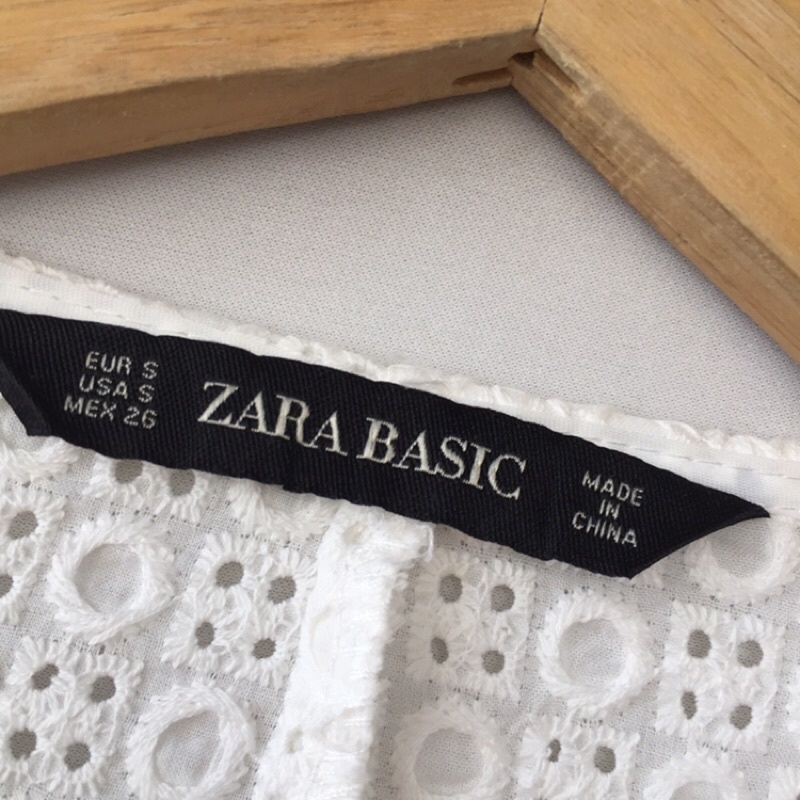 EUR S
USA S
MEX 26
ZARA BASIC
MADE
IN
CHINA